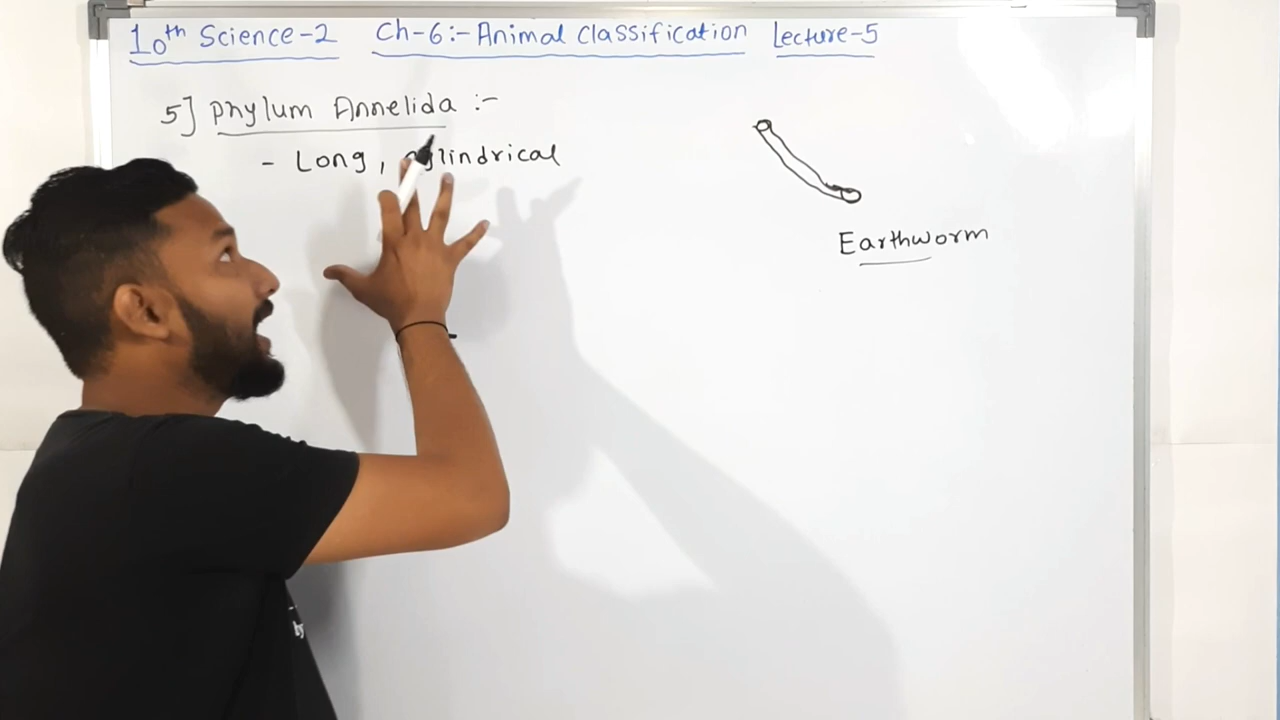 10th Science-2 Ch-6:- Animal classification Lecture-5
5] Phylum Annelida :-
- Long, cylindrical
Earthworm